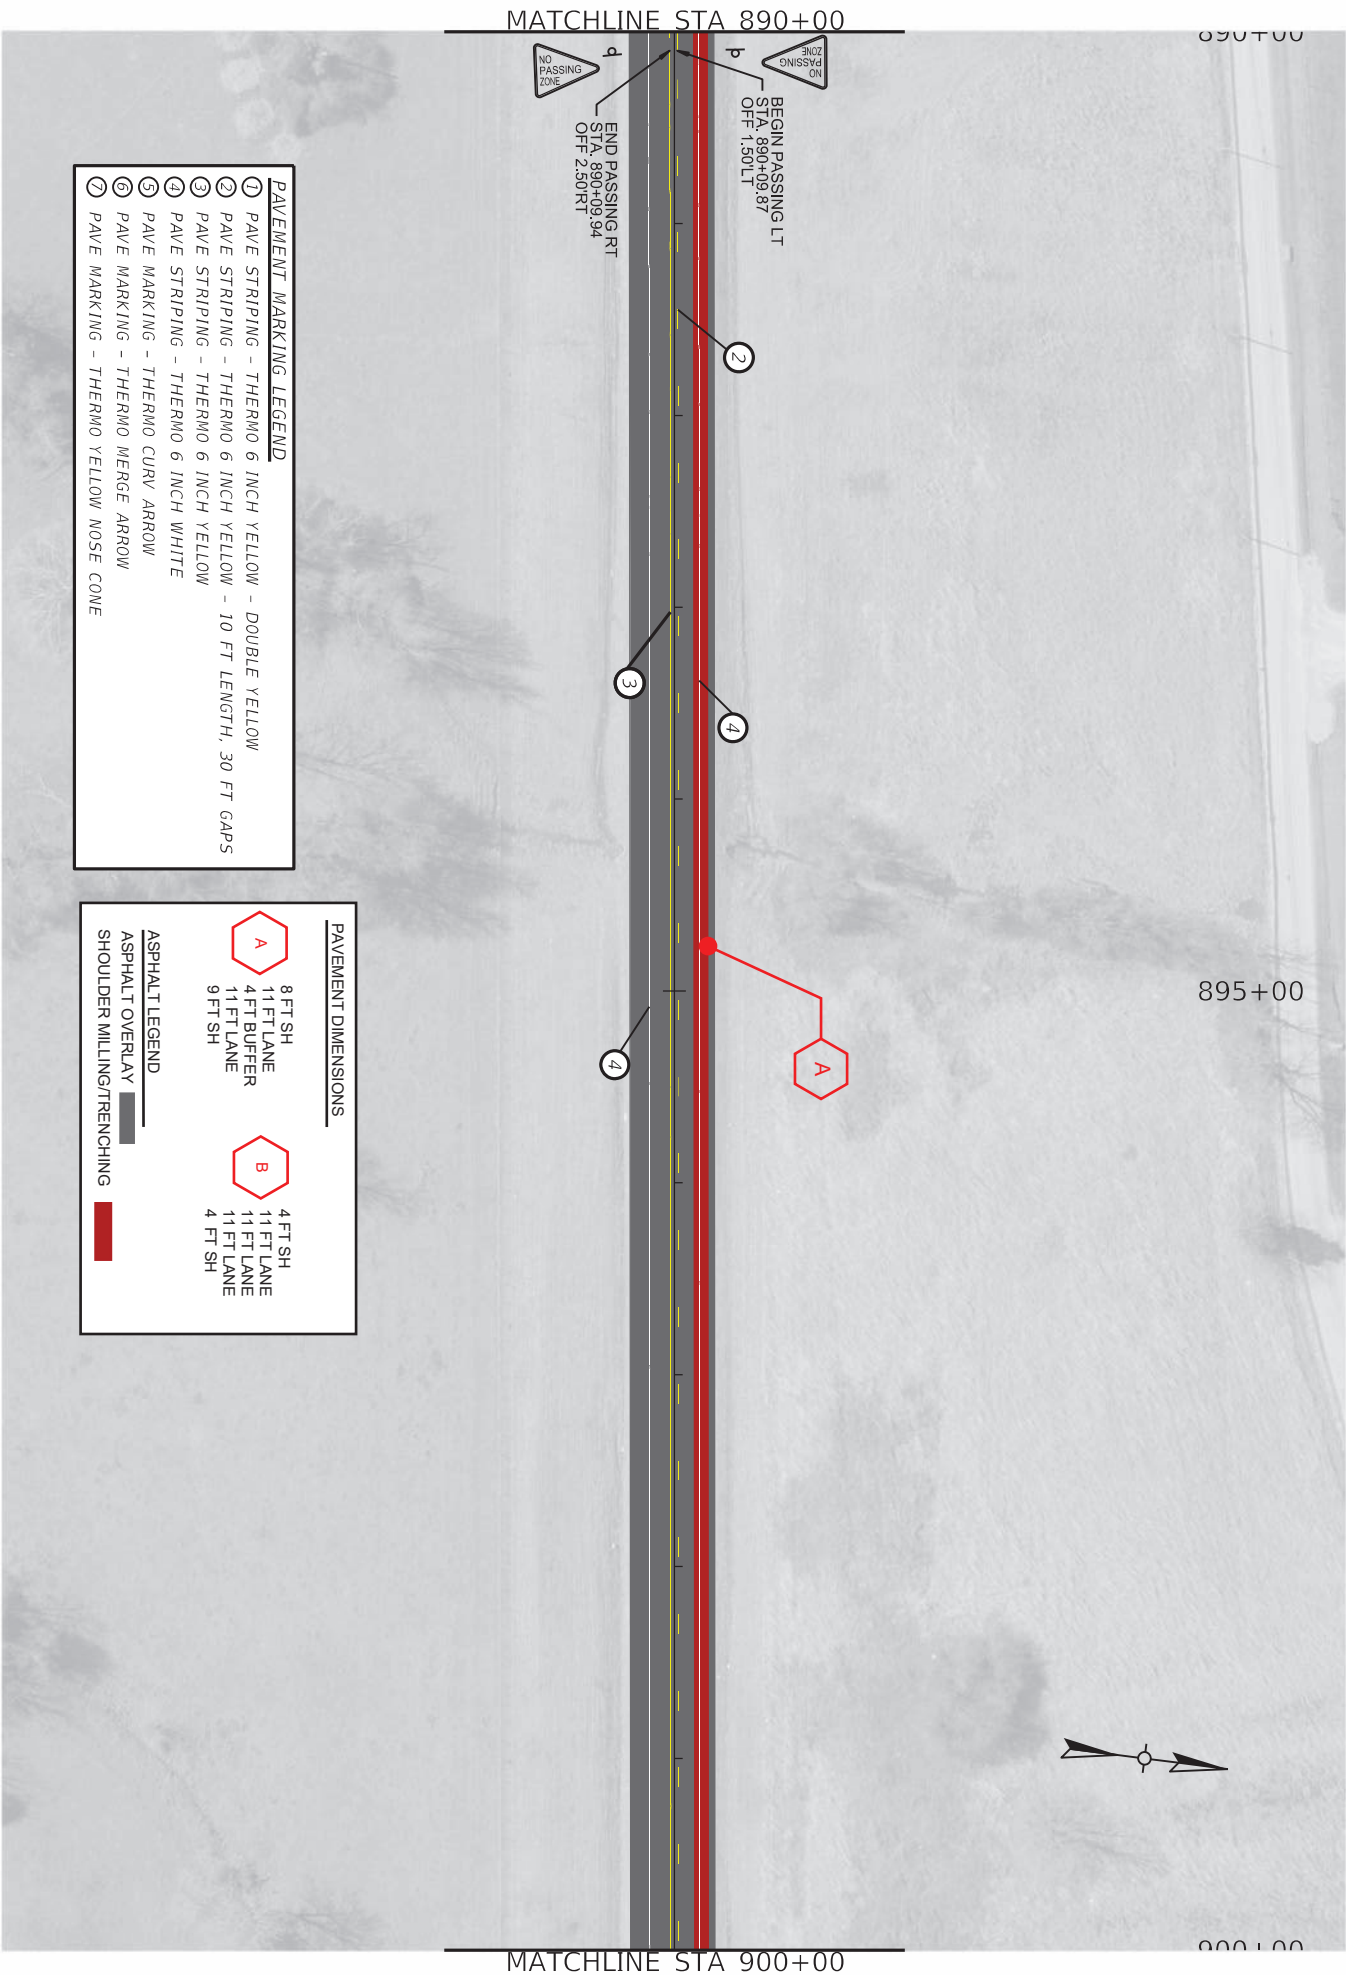 MATCHLINE STA 890+00
890+00
NO
PASSING
ZONE
NO
PASSING
ZONE
BEGIN PASSING LT
STA. 890+09.87
OFF 1.50'LT
END PASSING RT
STA. 890+09.94
OFF 2.50'RT
2
3
4
A
895+00
4
PAVEMENT MARKING LEGEND
1 PAVE STRIPING - THERMO 6 INCH YELLOW - DOUBLE YELLOW
2 PAVE STRIPING - THERMO 6 INCH YELLOW - 10 FT LENGTH, 30 FT GAPS
3 PAVE STRIPING - THERMO 6 INCH YELLOW
4 PAVE STRIPING - THERMO 6 INCH WHITE
5 PAVE MARKING - THERMO CURV ARROW
6 PAVE MARKING - THERMO MERGE ARROW
7 PAVE MARKING - THERMO YELLOW NOSE CONE
PAVEMENT DIMENSIONS
A
8 FT SH
11 FT LANE
4 FT BUFFER
11 FT LANE
9 FT SH
B
4 FT SH
11 FT LANE
11 FT LANE
11 FT LANE
4 FT SH
ASPHALT LEGEND
ASPHALT OVERLAY
SHOULDER MILLING/TRENCHING
900+00
MATCHLINE STA 900+00